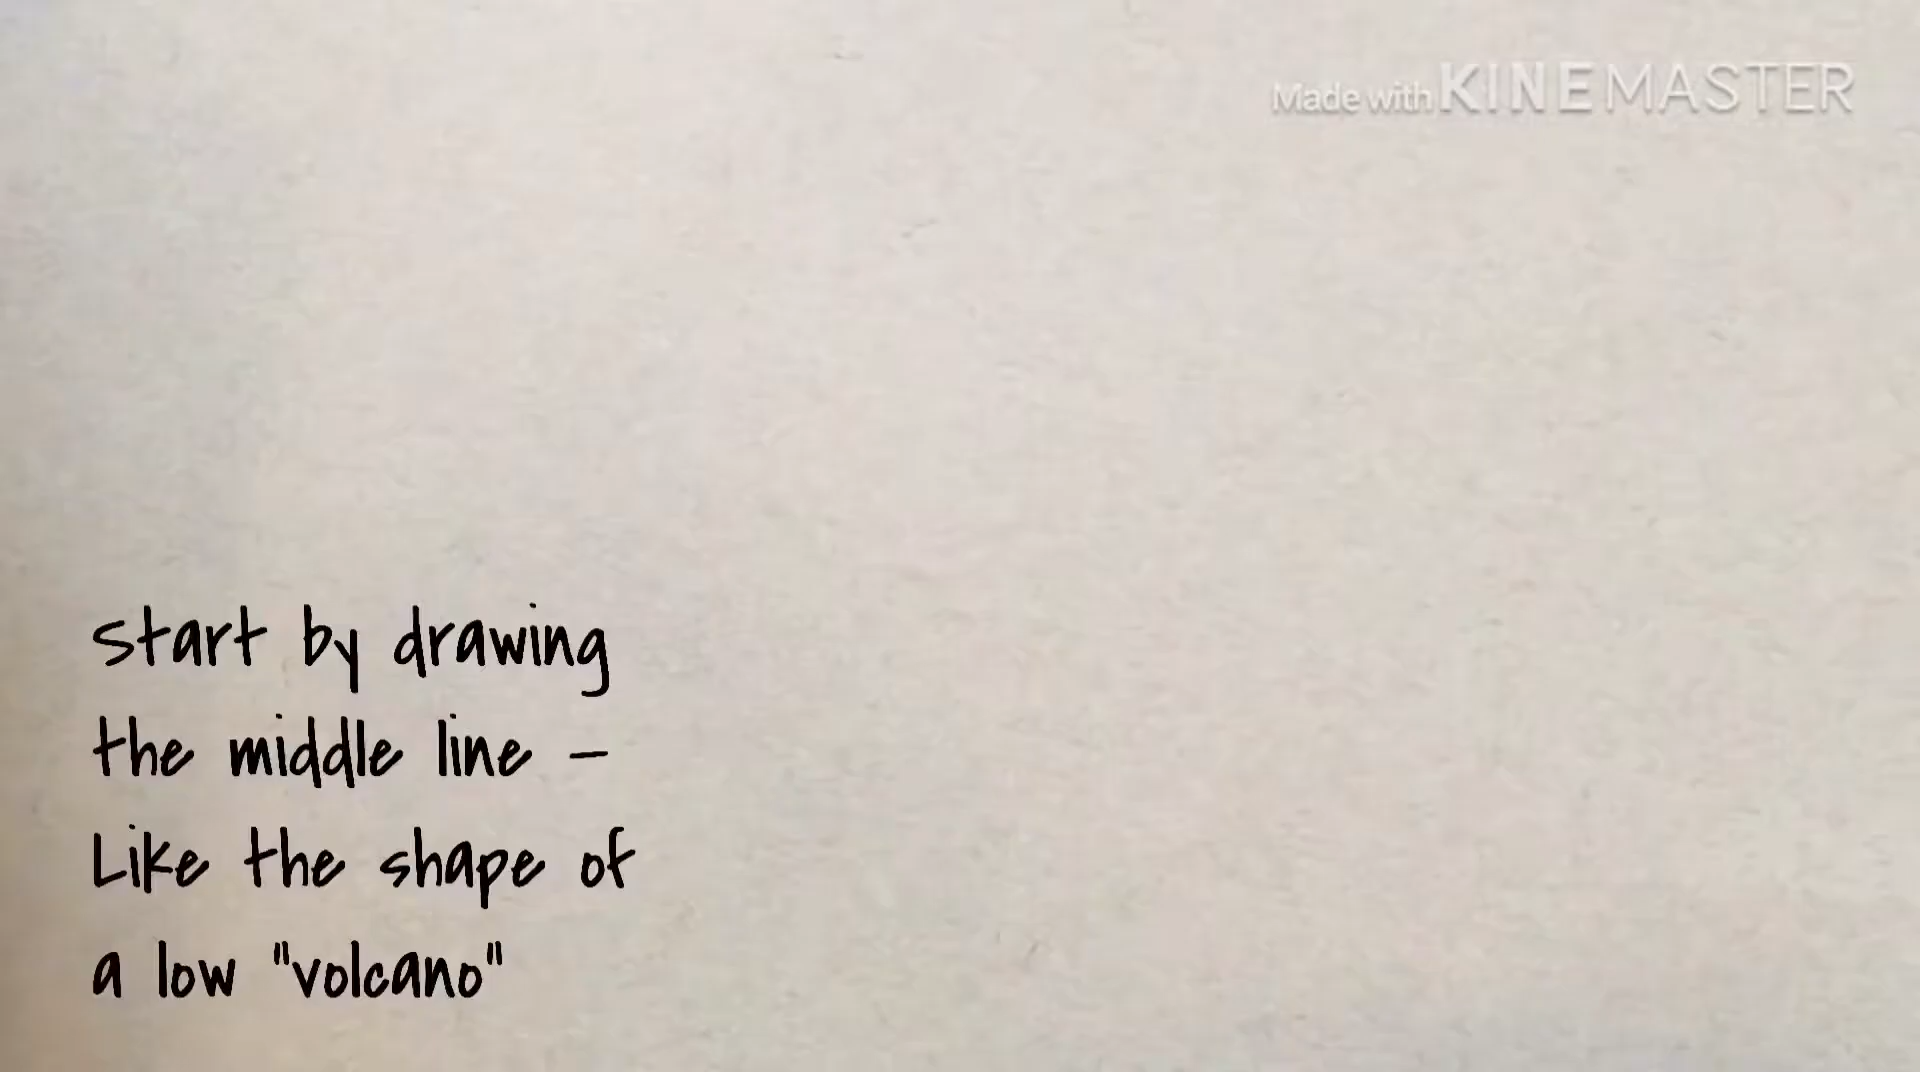 Made with KINEMASTER
Start by drawing
the middle line -
Like the shape of
a low "volcano"